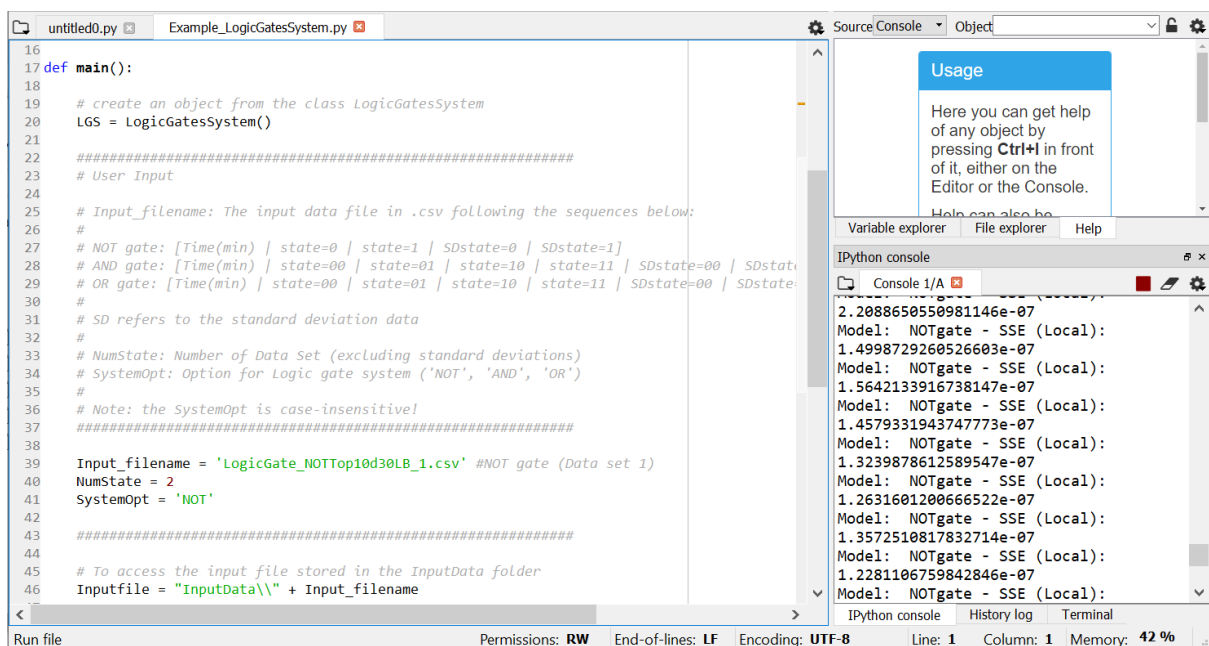 untitled0.py
Example_LogicGatesSystem.py
16
17 def main():
18
19 # create an object from the class LogicGatesSystem
20 LGS = LogicGatesSystem()
21
22 #############################################################
23 # User Input
24
25 # Input_filename: The input data file in .csv following the sequences below:
26 #
27 # NOT gate: [Time(min) | state=0 | state=1 | SDstate=0 | SDstate=1]
28 # AND gate: [Time(min) | state=00 | state=01 | state=10 | state=11 | SDstate=00 | SDstat
29 # OR gate: [Time(min) | state=00 | state=01 | state=10 | state=11 | SDstate=00 | SDstate=
30 #
31 # SD refers to the standard deviation data
32 #
33 # NumState: Number of Data Set (excluding standard deviations)
34 # SystemOpt: Option for Logic gate system ('NOT', 'AND', 'OR')
35 #
36 # Note: the SystemOpt is case-insensitive!
37 #############################################################
38
39 Input_filename = 'LogicGate_NOTTop10d30LB_1.csv' #NOT gate (Data set 1)
40 NumState = 2
41 SystemOpt = 'NOT'
42
43 #############################################################
44
45 # To access the input file stored in the InputData folder
46 Inputfile = "InputData\\" + Input_filename
Source Console Object
Usage
Here you can get help
of any object by
pressing Ctrl+I in front
of it, either on the
Editor or the Console.
Help can also be
Variable explorer File explorer Help
IPython console
Console 1/A
2.2088650550981146e-07
Model: NOTgate - SSE (Local):
1.4998729260526603e-07
Model: NOTgate - SSE (Local):
1.5642133916738147e-07
Model: NOTgate - SSE (Local):
1.4579331943747773e-07
Model: NOTgate - SSE (Local):
1.3239878612589547e-07
Model: NOTgate - SSE (Local):
1.2631601200666522e-07
Model: NOTgate - SSE (Local):
1.3572510817832714e-07
Model: NOTgate - SSE (Local):
1.2281106759842846e-07
Model: NOTgate - SSE (Local):
IPython console History log Terminal
Run file Permissions: RW End-of-lines: LF Encoding: UTF-8 Line: 1 Column: 1 Memory: 42 %